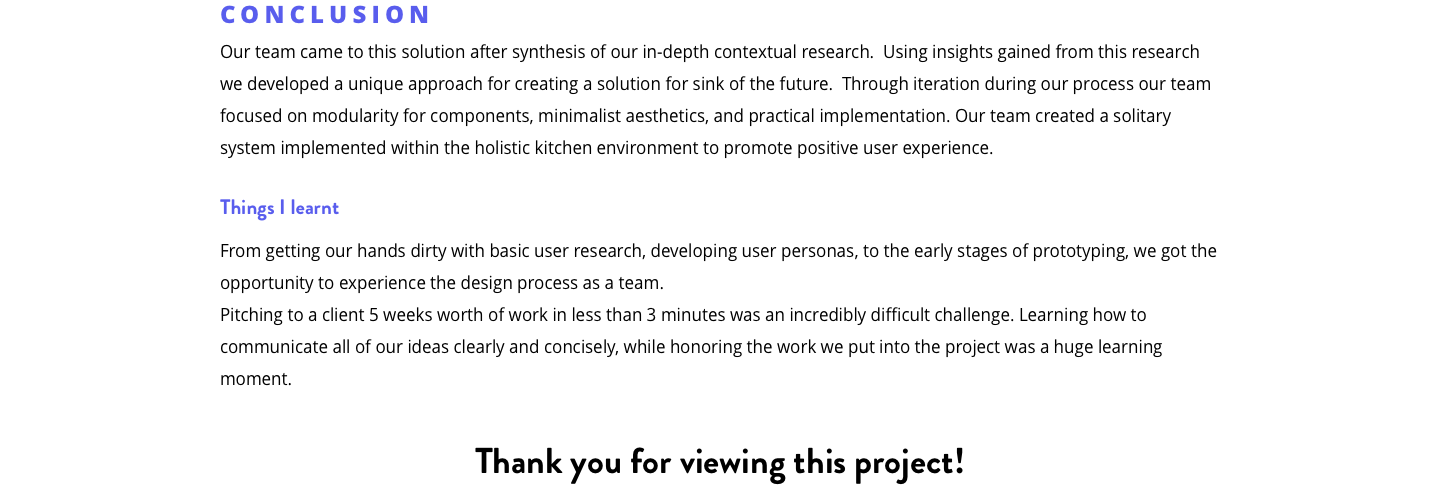 CONCLUSION
Our team came to this solution after synthesis of our in-depth contextual research.  Using insights gained from this research
we developed a unique approach for creating a solution for sink of the future.  Through iteration during our process our team
focused on modularity for components, minimalist aesthetics, and practical implementation. Our team created a solitary
system implemented within the holistic kitchen environment to promote positive user experience.
Things I learnt
From getting our hands dirty with basic user research, developing user personas, to the early stages of prototyping, we got the
opportunity to experience the design process as a team.
Pitching to a client 5 weeks worth of work in less than 3 minutes was an incredibly difficult challenge. Learning how to
communicate all of our ideas clearly and concisely, while honoring the work we put into the project was a huge learning
moment.
Thank you for viewing this project!